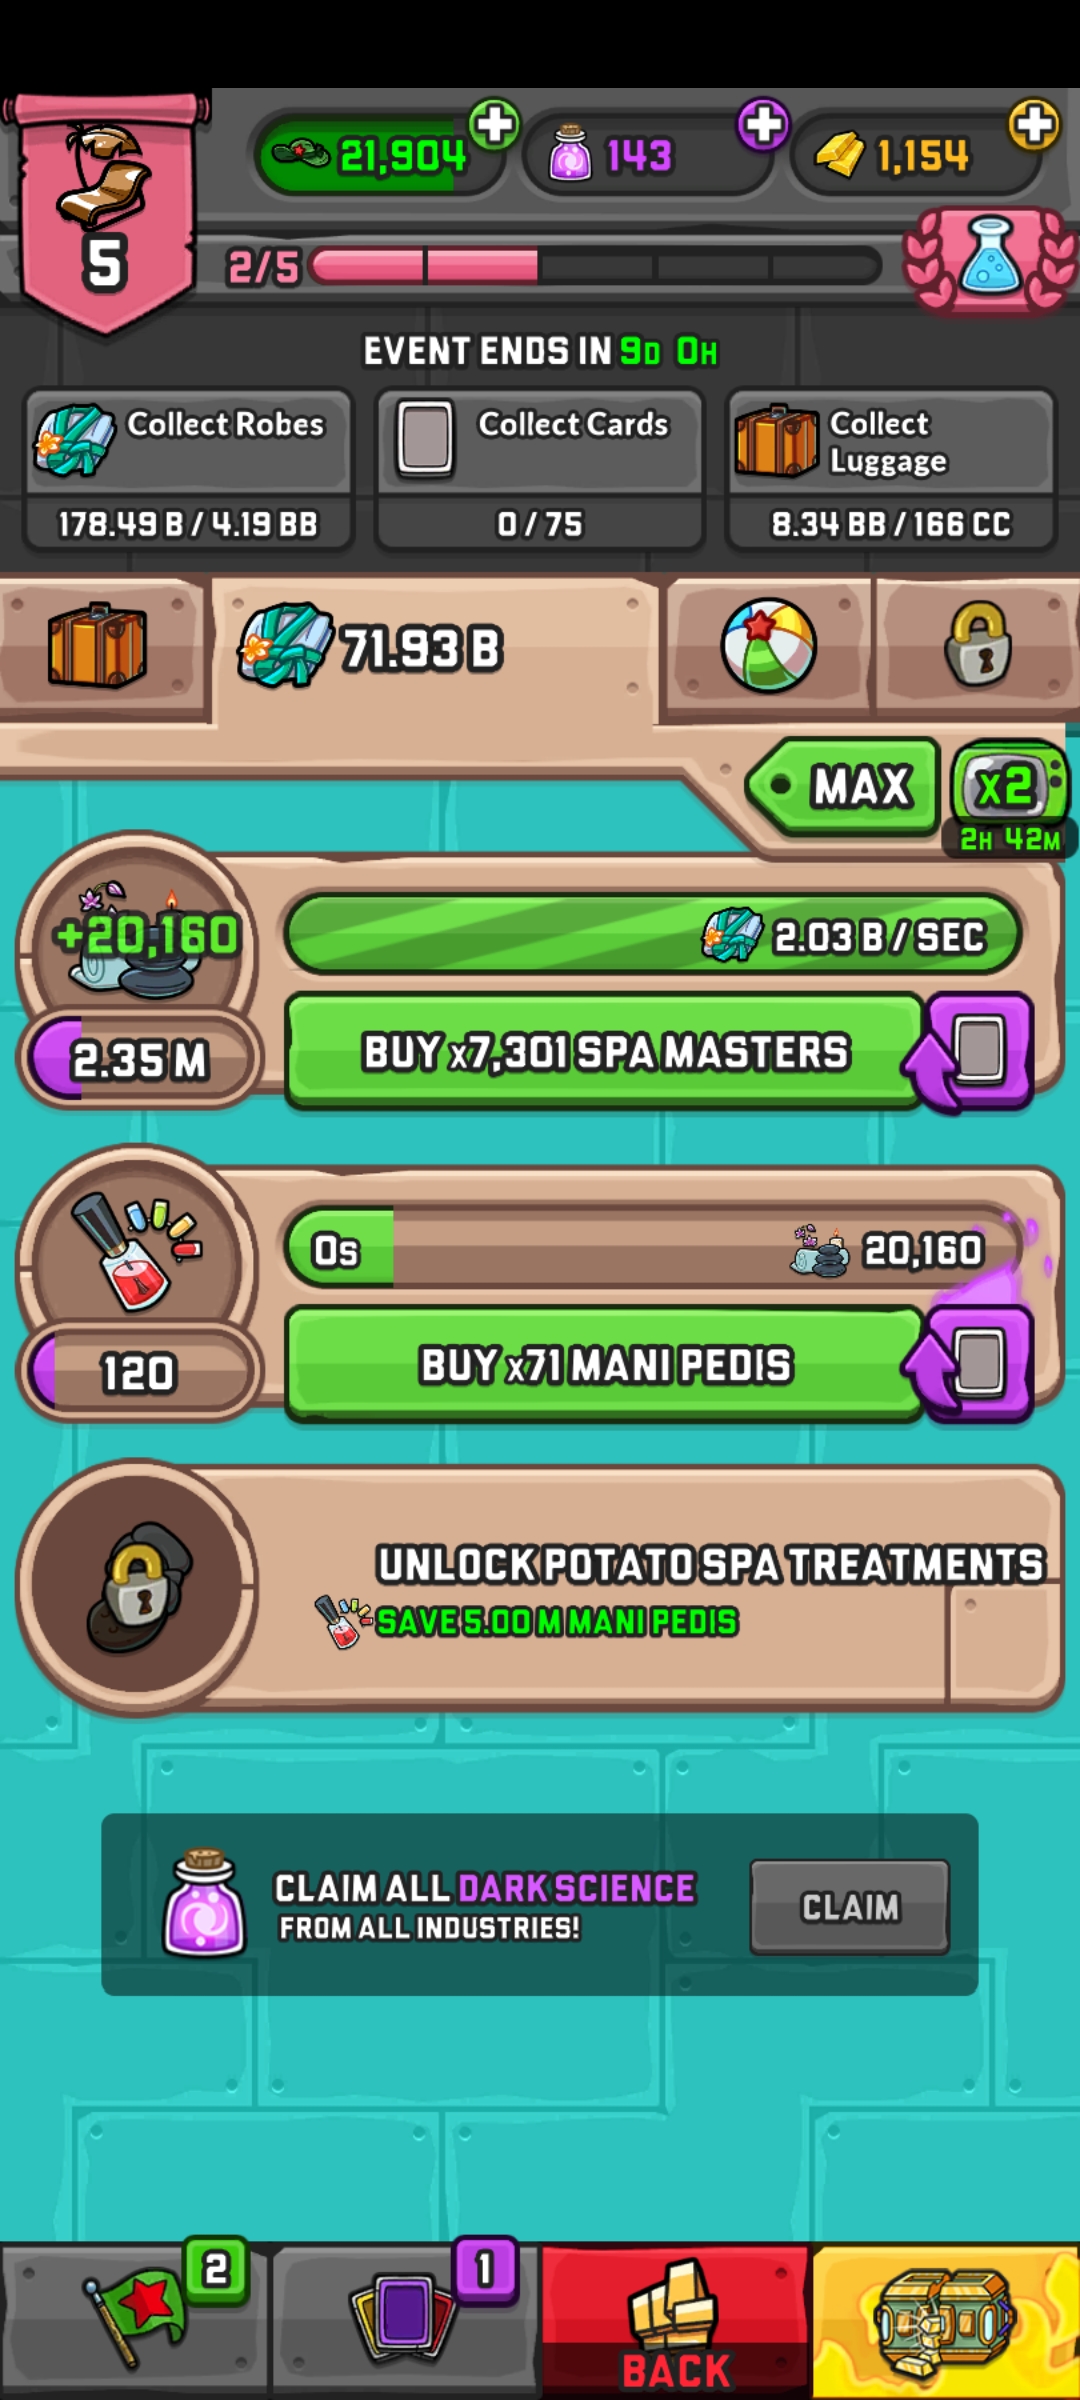 21,904
143
1,154
5
2/5
EVENT ENDS IN 9D 0H
Collect Robes
178.49 B / 4.19 BB
Collect Cards
0 / 75
Collect
Luggage
8.34 BB / 166 CC
71.93 B
MAX
x2
2H 42M
+20,160
2.03 B / SEC
2.35 M
BUY x7,301 SPA MASTERS
0s
20,160
120
BUY x71 MANI PEDIS
UNLOCK POTATO SPA TREATMENTS
SAVE 5.00 M MANI PEDIS
CLAIM ALL DARK SCIENCE
FROM ALL INDUSTRIES!
CLAIM
2
1
BACK